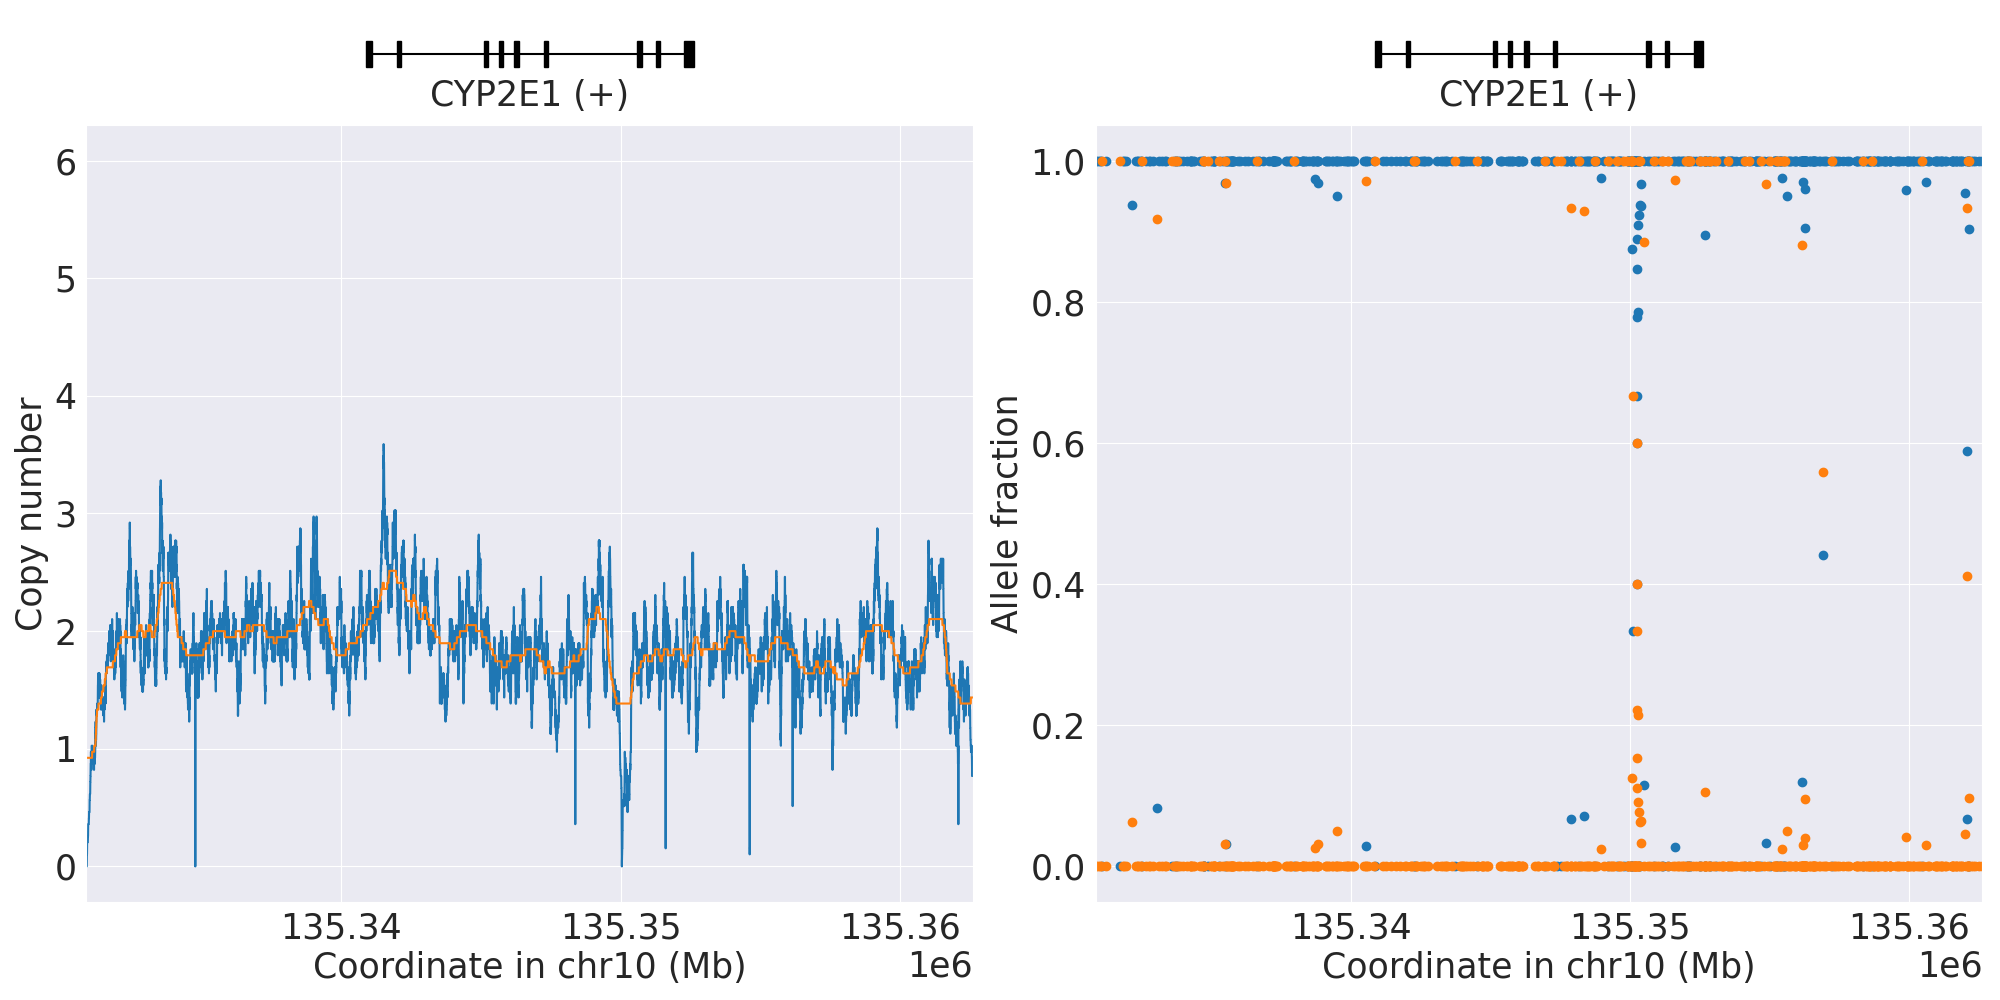 CYP2E1 (+)
6
5
4
3
2
1
0
Copy number
135.34 135.35 135.36
Coordinate in chr10 (Mb)
1e6
CYP2E1 (+)
1.0
0.8
0.6
0.4
0.2
0.0
Allele fraction
135.34 135.35 135.36
Coordinate in chr10 (Mb)
1e6